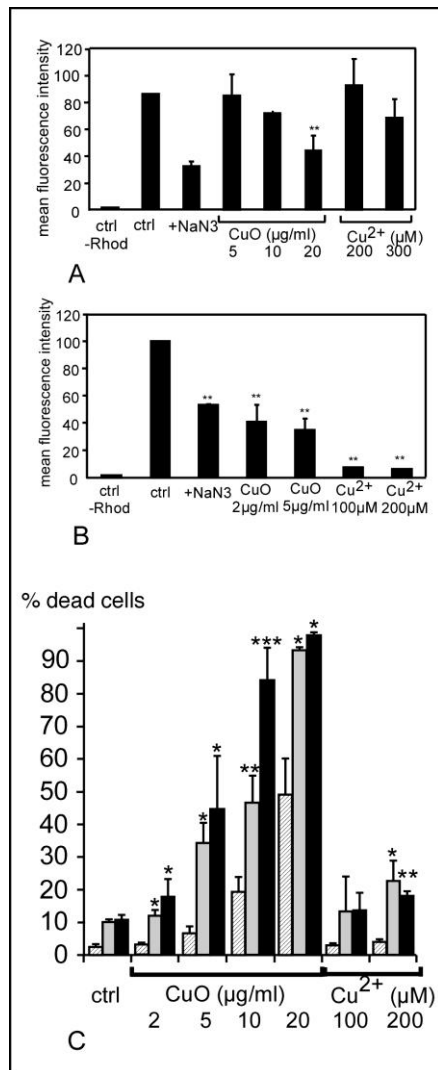 mean fluorescence intensity
120
100
80
60
40
20
0
**
ctrl -Rhod
ctrl
+NaN3
CuO (µg/ml)
5 10 20
Cu2+ (µM)
200 300
A
mean fluorescence intensity
120
100
80
60
40
20
0
** ** ** ** **
ctrl -Rhod
ctrl
+NaN3
CuO 2µg/ml
CuO 5µg/ml
Cu2+ 100µM
Cu2+ 200µM
B
% dead cells
90
80
70
60
50
40
30
20
10
0
* * * * ** *** * * * **
ctrl
CuO (µg/ml)
2 5 10 20
Cu2+ (µM)
100 200
C